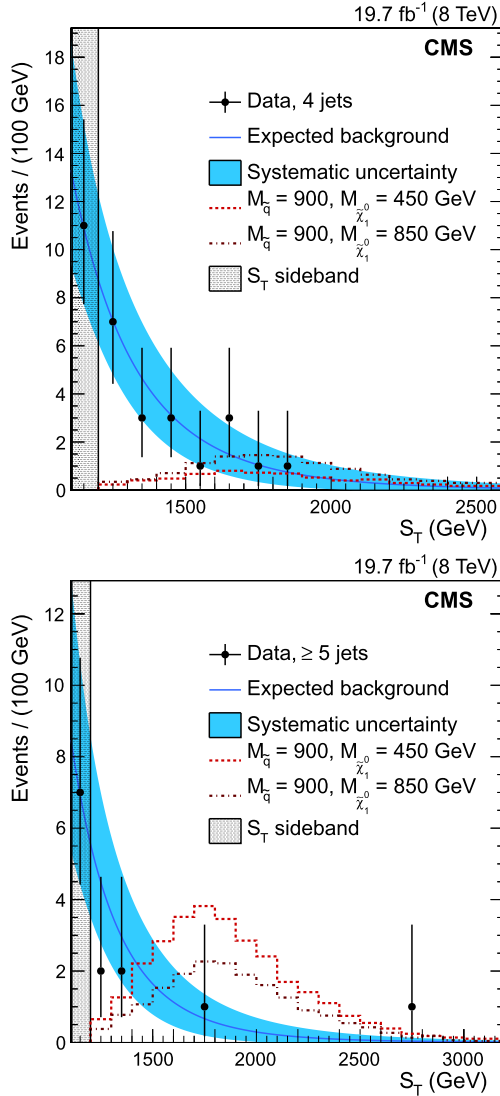 19.7 fb⁻¹ (8 TeV)
CMS
Events / (100 GeV)
18
16
14
12
10
8
6
4
2
0
Data, 4 jets
Expected background
Systematic uncertainty
M_q̃ = 900, M_χ̃₁⁰ = 450 GeV
M_q̃ = 900, M_χ̃₁⁰ = 850 GeV
S_T sideband
1500 2000 2500
S_T (GeV)
19.7 fb⁻¹ (8 TeV)
CMS
Events / (100 GeV)
12
10
8
6
4
2
0
Data, ≥ 5 jets
Expected background
Systematic uncertainty
M_q̃ = 900, M_χ̃₁⁰ = 450 GeV
M_q̃ = 900, M_χ̃₁⁰ = 850 GeV
S_T sideband
1500 2000 2500 3000
S_T (GeV)